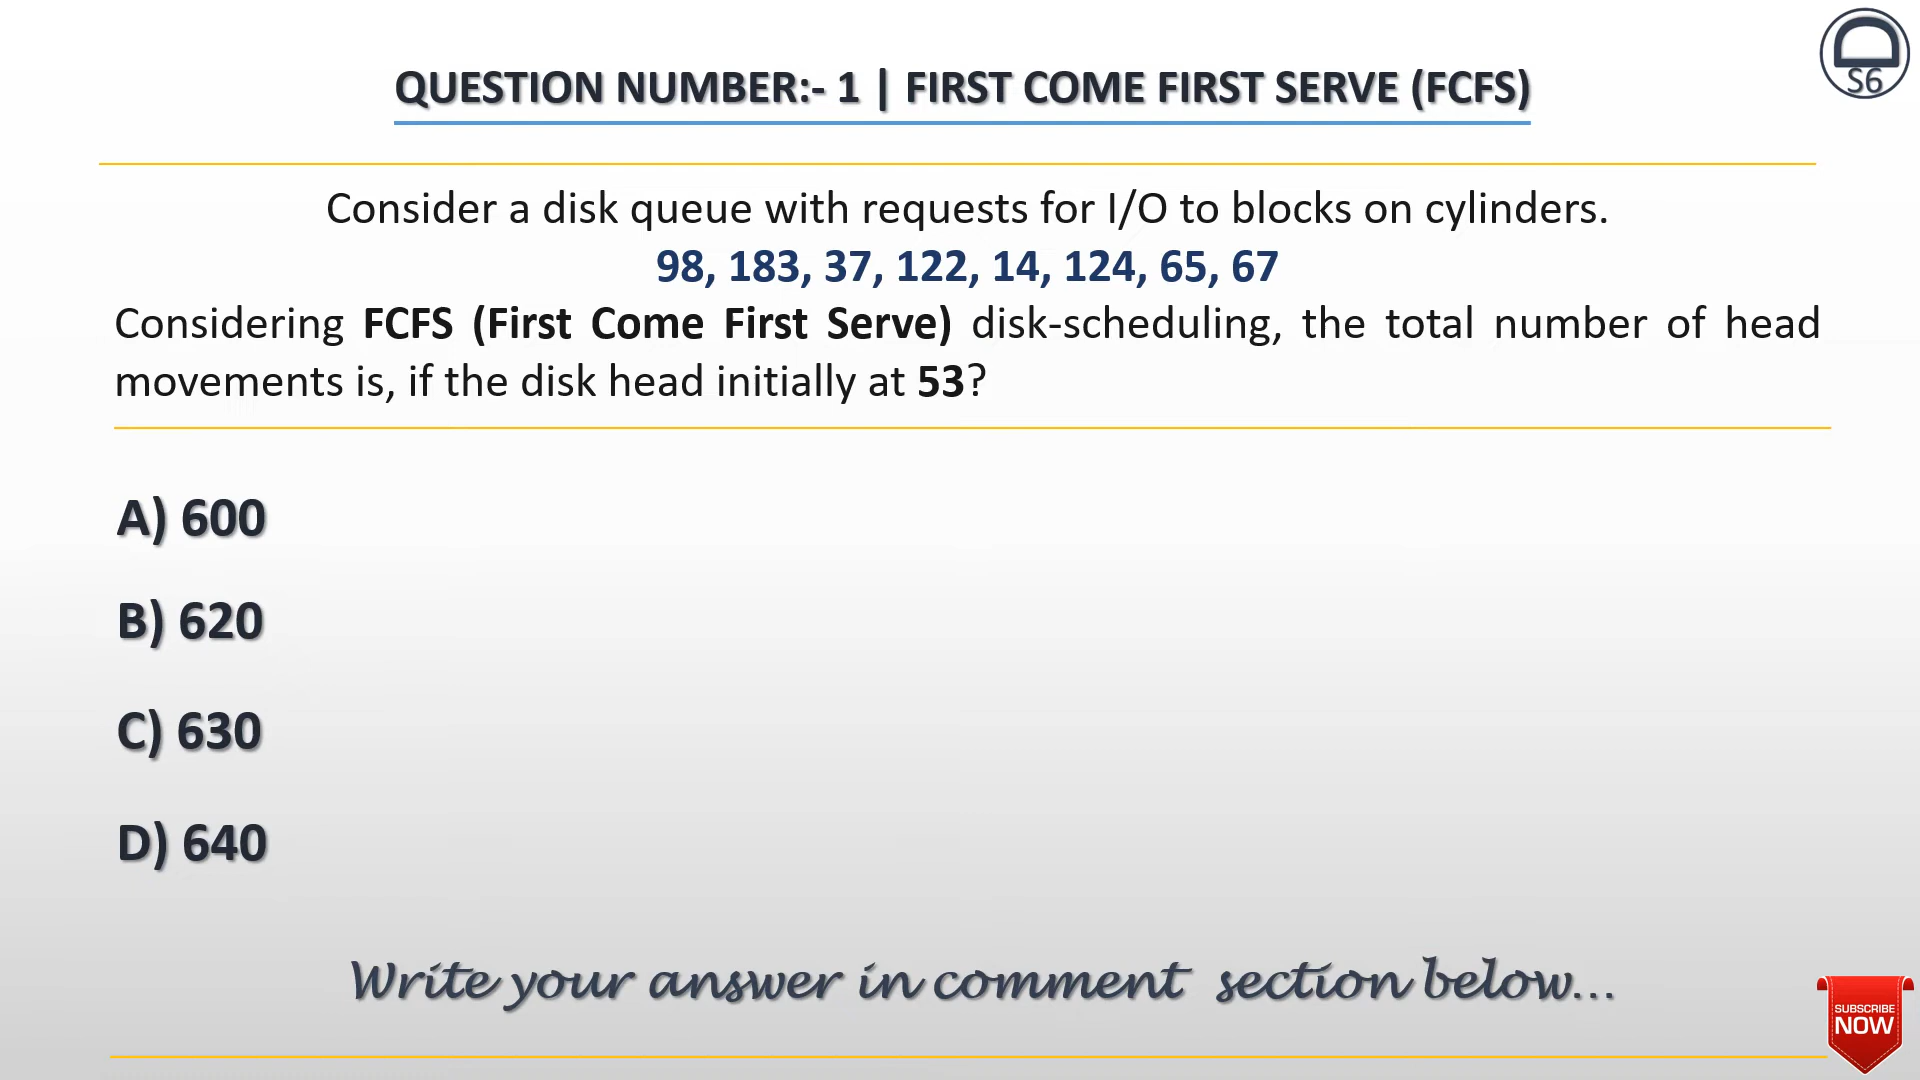 S6
QUESTION NUMBER:- 1 | FIRST COME FIRST SERVE (FCFS)
Consider a disk queue with requests for I/O to blocks on cylinders.
98, 183, 37, 122, 14, 124, 65, 67
Considering FCFS (First Come First Serve) disk-scheduling, the total number of head
movements is, if the disk head initially at 53?
A) 600
B) 620
C) 630
D) 640
Write your answer in comment section below...
SUBSCRIBE
NOW